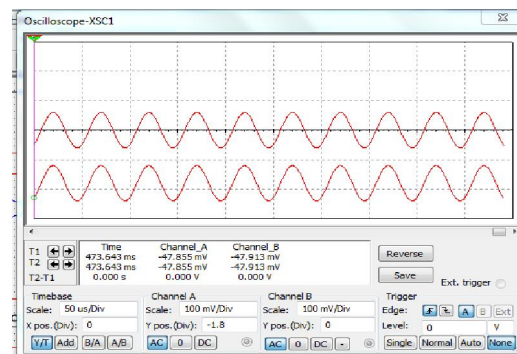 Oscilloscope-XSC1
Time Channel_A Channel_B
T1 473.643 ms -47.855 mV -47.913 mV
T2 473.643 ms -47.855 mV -47.913 mV
T2-T1 0.000 s 0.000 V 0.000 V
Reverse
Save
Ext. trigger
Timebase Channel A Channel B Trigger
Scale: 50 us/Div Scale: 100 mV/Div Scale: 100 mV/Div Edge: A B Ext
X pos.(Div): 0 Y pos.(Div): -1.8 Y pos.(Div): 0 Level: 0 V
Y/T Add B/A A/B AC 0 DC AC 0 DC - Single Normal Auto None